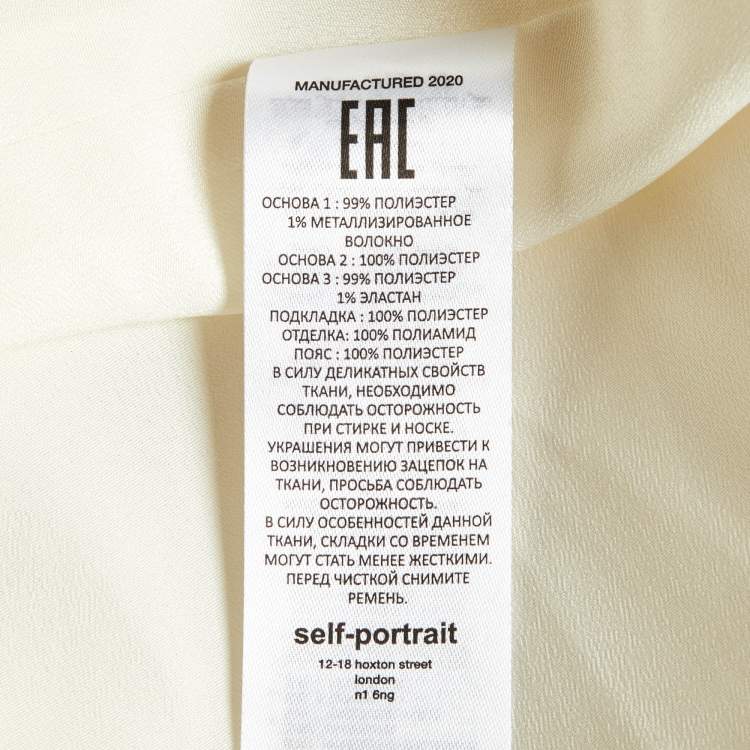 MANUFACTURED 2020
EAC
ОСНОВА 1 : 99% ПОЛИЭСТЕР
1% МЕТАЛЛИЗИРОВАННОЕ
ВОЛОКНО
ОСНОВА 2 : 100% ПОЛИЭСТЕР
ОСНОВА 3 : 99% ПОЛИЭСТЕР
1% ЭЛАСТАН
ПОДКЛАДКА : 100% ПОЛИЭСТЕР
ОТДЕЛКА: 100% ПОЛИАМИД
ПОЯС : 100% ПОЛИЭСТЕР
В СИЛУ ДЕЛИКАТНЫХ СВОЙСТВ
ТКАНИ, НЕОБХОДИМО
СОБЛЮДАТЬ ОСТОРОЖНОСТЬ
ПРИ СТИРКЕ И НОСКЕ.
УКРАШЕНИЯ МОГУТ ПРИВЕСТИ К
ВОЗНИКНОВЕНИЮ ЗАЦЕПОК НА
ТКАНИ, ПРОСЬБА СОБЛЮДАТЬ
ОСТОРОЖНОСТЬ.
В СИЛУ ОСОБЕННОСТЕЙ ДАННОЙ
ТКАНИ, СКЛАДКИ СО ВРЕМЕНЕМ
МОГУТ СТАТЬ МЕНЕЕ ЖЕСТКИМИ.
ПЕРЕД ЧИСТКОЙ СНИМИТЕ
РЕМЕНЬ.
self-portrait
12-18 hoxton street
london
n1 6ng